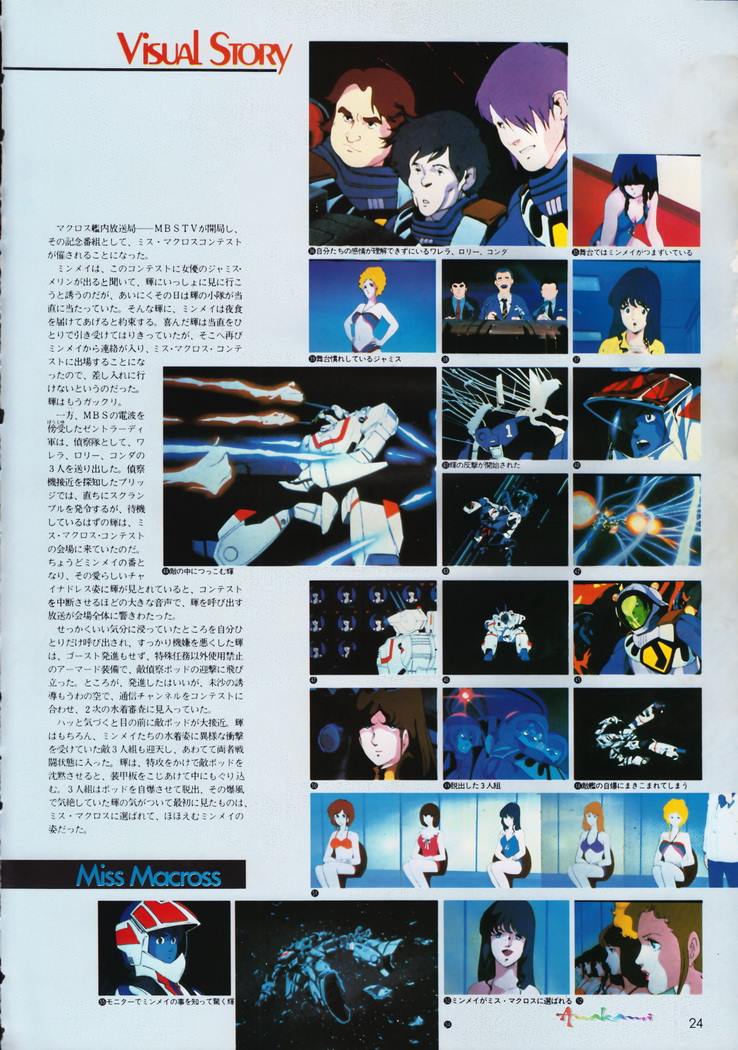 Visual Story
マクロス艦内放送局――ＭＢＳＴＶが開局し、
その記念番組として、ミス・マクロスコンテスト
が催されることになった。
ミンメイは、このコンテストに女優のジャミス・
メリンが出ると聞いて、輝にいっしょに見に行こ
うと誘うのだが、あいにくその日は輝の小隊が当
直に当たっていた。そんな輝に、ミンメイは夜食
を届けてあげると約束する。喜んだ輝は当直をひ
とりで引き受けてはりきっていたが、そこへ再び
ミンメイから連絡が入り、ミス・マクロス・コンテ
ストに出場することにな
ったので、差し入れに行
けないというのだった。
輝はもうガックリ。
一方、ＭＢＳの電波を
傍受したゼントラーディ
軍は、偵察隊として、ワ
レラ、ロリー、コンダの
３人を送り出した。偵察
機接近を探知したブリッ
ジでは、直ちにスクラン
ブルを発令するが、待機
しているはずの輝は、ミ
ス・マクロス・コンテスト
の会場に来ていたのだ。
ちょうどミンメイの番と
なり、その愛らしいチャ
イナドレス姿に輝が見とれていると、コンテスト
を中断させるほどの大きな音声で、輝を呼び出す
放送が会場全体に響きわたった。
せっかくいい気分に浸っていたところを自分ひ
とりだけ呼び出され、すっかり機嫌を悪くした輝
は、ゴースト発進もせず、特殊任務以外使用禁止
のアーマード装備で、敵偵察ポッドの迎撃に飛び
立った。ところが、発進したはいいが、未沙の誘
導もうわの空で、通信チャンネルをコンテストに
合わせ、２次の水着審査に見入っていた。
ハッと気づくと目の前に敵ポッドが大接近。輝
はもちろん、ミンメイたちの水着姿に異様な衝撃
を受けていた敵３人組も仰天し、あわてて両者戦
闘状態に入った。輝は、特攻をかけて敵ポッドを
沈黙させると、装甲板をこじあけて中にもぐり込
む。３人組はポッドを自爆させて脱出、その爆風
で気絶していた輝の気がついて最初に見たものは、
ミス・マクロスに選ばれて、ほほえむミンメイの
姿だった。
自分たちの感情が理解できずにいるワレラ、ロリー、コンダ
舞台ではミンメイがつまずいている
舞台慣れしているジャミス
輝の反撃が開始された
敵の中につっこむ輝
脱出した３人組
敵艦の自爆にまきこまれてしまう
Miss Macross
モニターでミンメイの事を知って驚く輝
ミンメイがミス・マクロスに選ばれる
Anakami
24